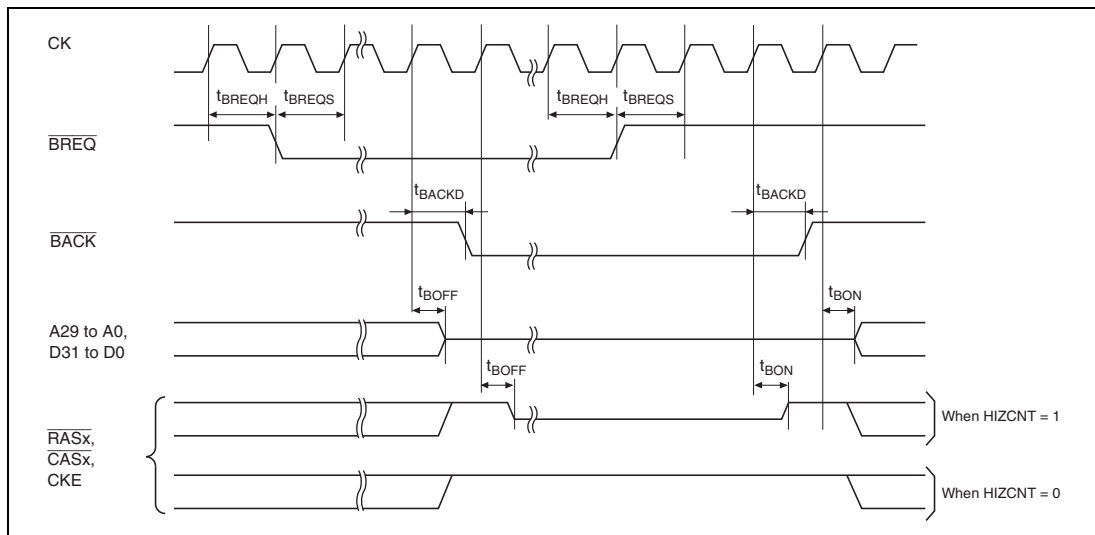 CK
tBREQH tBREQS tBREQH tBREQS
BREQ
tBACKD tBACKD
BACK
tBOFF tBON
A29 to A0,
D31 to D0
tBOFF tBON
When HIZCNT = 1
RASx,
CASx,
CKE
When HIZCNT = 0